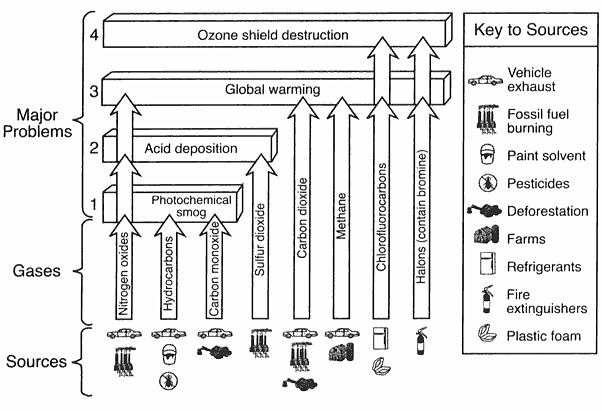 4
Ozone shield destruction
3
Global warming
Major
Problems
2
Acid deposition
1
Photochemical
smog
Gases
Nitrogen oxides
Hydrocarbons
Carbon monoxide
Sulfur dioxide
Carbon dioxide
Methane
Chlorofluorocarbons
Halons (contain bromine)
Sources
Key to Sources
Vehicle
exhaust
Fossil fuel
burning
Paint solvent
Pesticides
Deforestation
Farms
Refrigerants
Fire
extinguishers
Plastic foam